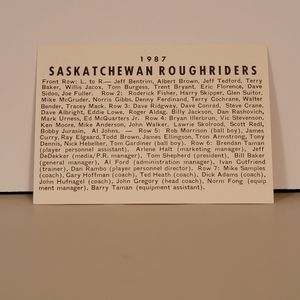 1987
SASKATCHEWAN ROUGHRIDERS
Front Row: L. to R.— Jeff Bentrim, Albert Brown, Jeff Tedford, Terry
Baker, Willis Jacox, Tom Burgess, Trent Bryant, Eric Florence, Dave
Sidoo, Joe Fuller. Row 2: Roderick Fisher, Harry Skipper, Glen Suitor,
Mike McGruder, Norris Gibbs, Denny Ferdinand, Terry Cochrane, Walter
Bender, Tracey Mack. Row 3: Dave Ridgway, Dave Conrad, Steve Crane,
Dave Albright, Eddie Lowe, Roger Aldag, Billy Jackson, Dan Rashovich,
Mark Urness, Ed McQuarters Jr. Row 4: Bryan Illerbrun, Vic Stevenson,
Ken Moore, Mike Anderson, John Walker, Lawrie Skolrood, Scott Redl,
Bobby Jurasin, Al Johns. — Row 5: Rob Morrison (ball boy), James
Curry, Ray Elgaard, Todd Brown, James Ellingson, Tron Armstrong, Tony
Dennis, Nick Hebeler, Tom Gardiner (ball boy). Row 6: Brendan Taman
(player personnel assistant), Arlene Halt (marketing manager), Jeff
DeDekker (media/P.R. manager), Tom Shepherd (president), Bill Baker
(general manager), Al Ford (administration manager), Ivan Gutfriend
(trainer), Dan Rambo (player personnel director). Row 7: Mike Samples
(coach), Gary Hoffman (coach), Ted Heath (coach), Dick Adams (coach),
John Hufnagel (coach), John Gregory (head coach), Norm Fong (equip
ment manager), Barry Taman (equipment assistant).